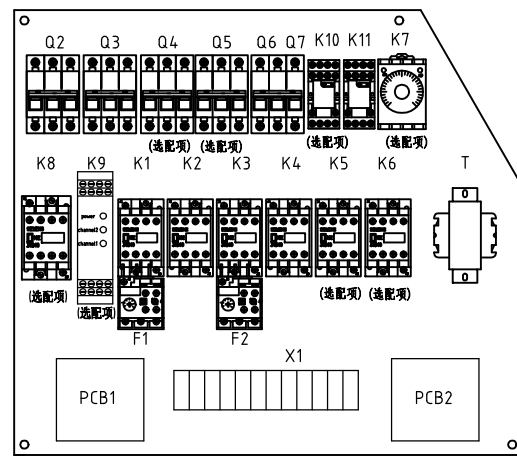 Q2 Q3 Q4 Q5 Q6 Q7 K10 K11 K7
(选配项) (选配项) (选配项) (选配项)
K8 K9 K1 K2 K3 K4 K5 K6 T
power
channel2
channel1
(选配项) (选配项) (选配项) (选配项)
F1 F2
X1
PCB1 PCB2